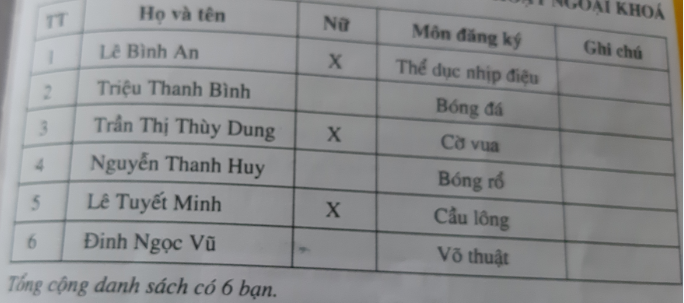 NGOẠI KHOÁ
TT Họ và tên Nữ Môn đăng ký Ghi chú
1 Lê Bình An X Thể dục nhịp điệu
2 Triệu Thanh Bình Bóng đá
3 Trần Thị Thùy Dung X Cờ vua
4 Nguyễn Thanh Huy Bóng rổ
5 Lê Tuyết Minh X Cầu lông
6 Đinh Ngọc Vũ Võ thuật
Tổng cộng danh sách có 6 bạn.